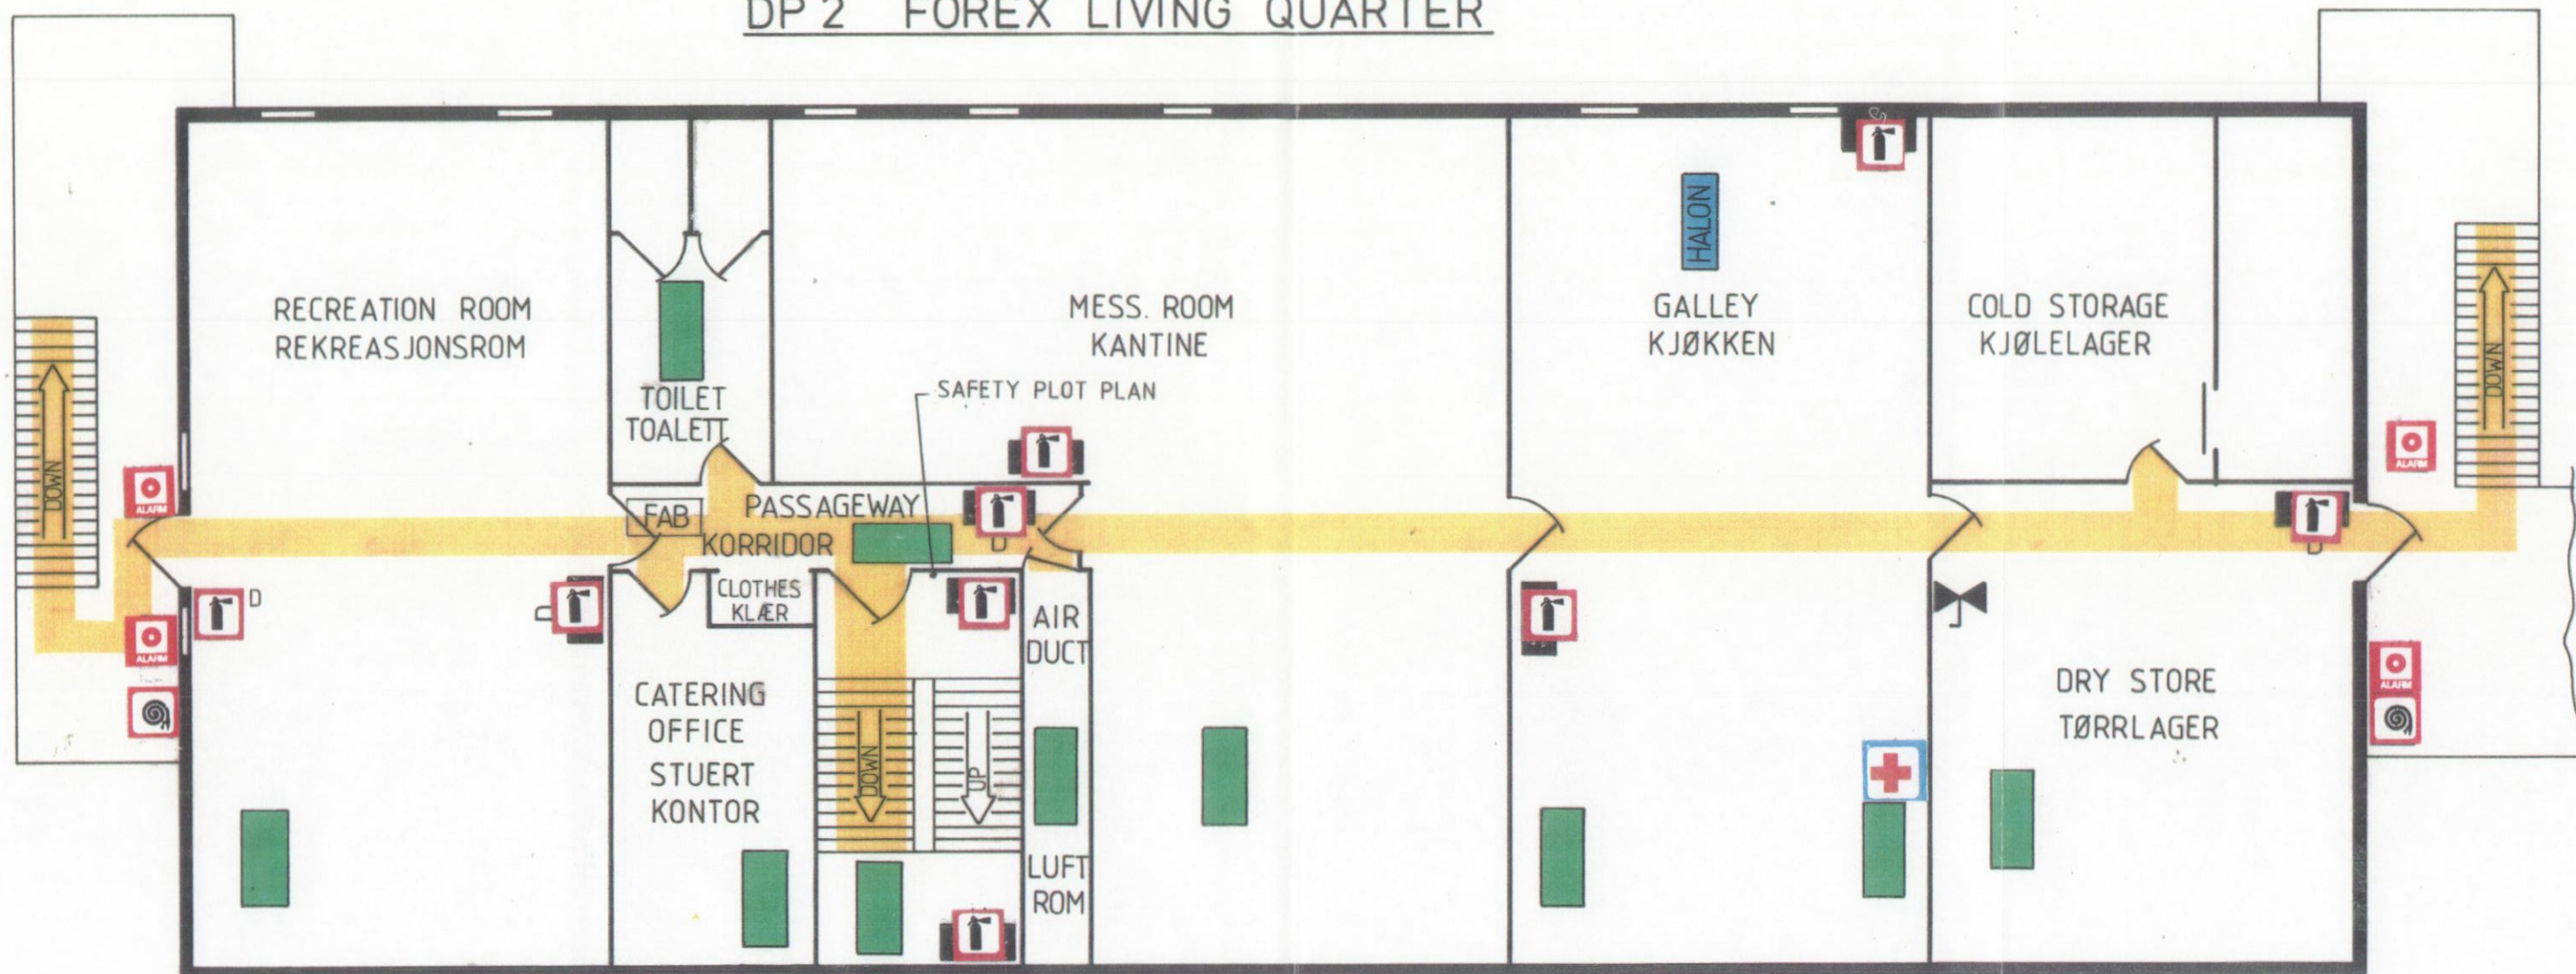 DP 2 FOREX LIVING QUARTER
RECREATION ROOM
REKREASJONSROM
TOILET
TOALETT
MESS. ROOM
KANTINE
SAFETY PLOT PLAN
HALON
GALLEY
KJØKKEN
COLD STORAGE
KJØLELAGER
DOWN
DOWN
ALARM
ALARM
FAB
PASSAGEWAY
KORRIDOR
D
D
D
D
CLOTHES
KLÆR
AIR
DUCT
LUFT
ROM
CATERING
OFFICE
STUERT
KONTOR
DOWN
UP
DRY STORE
TØRRLAGER
ALARM
ALARM